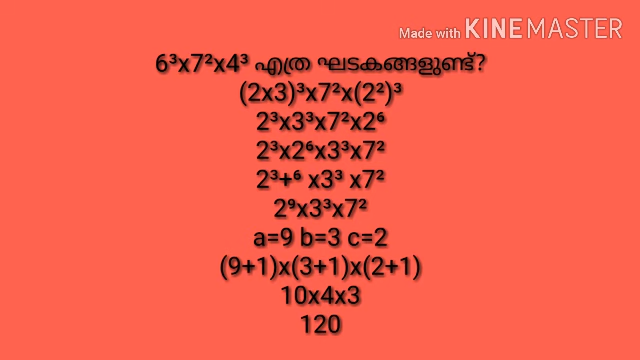 Made with KINEMASTER
6³x7²x4³ എത്ര ഘടകങ്ങളുണ്ട്?
(2x3)³x7²x(2²)³
2³x3³x7²x2⁶
2³x2⁶x3³x7²
2³+⁶ x3³ x7²
2⁹x3³x7²
a=9 b=3 c=2
(9+1)x(3+1)x(2+1)
10x4x3
120